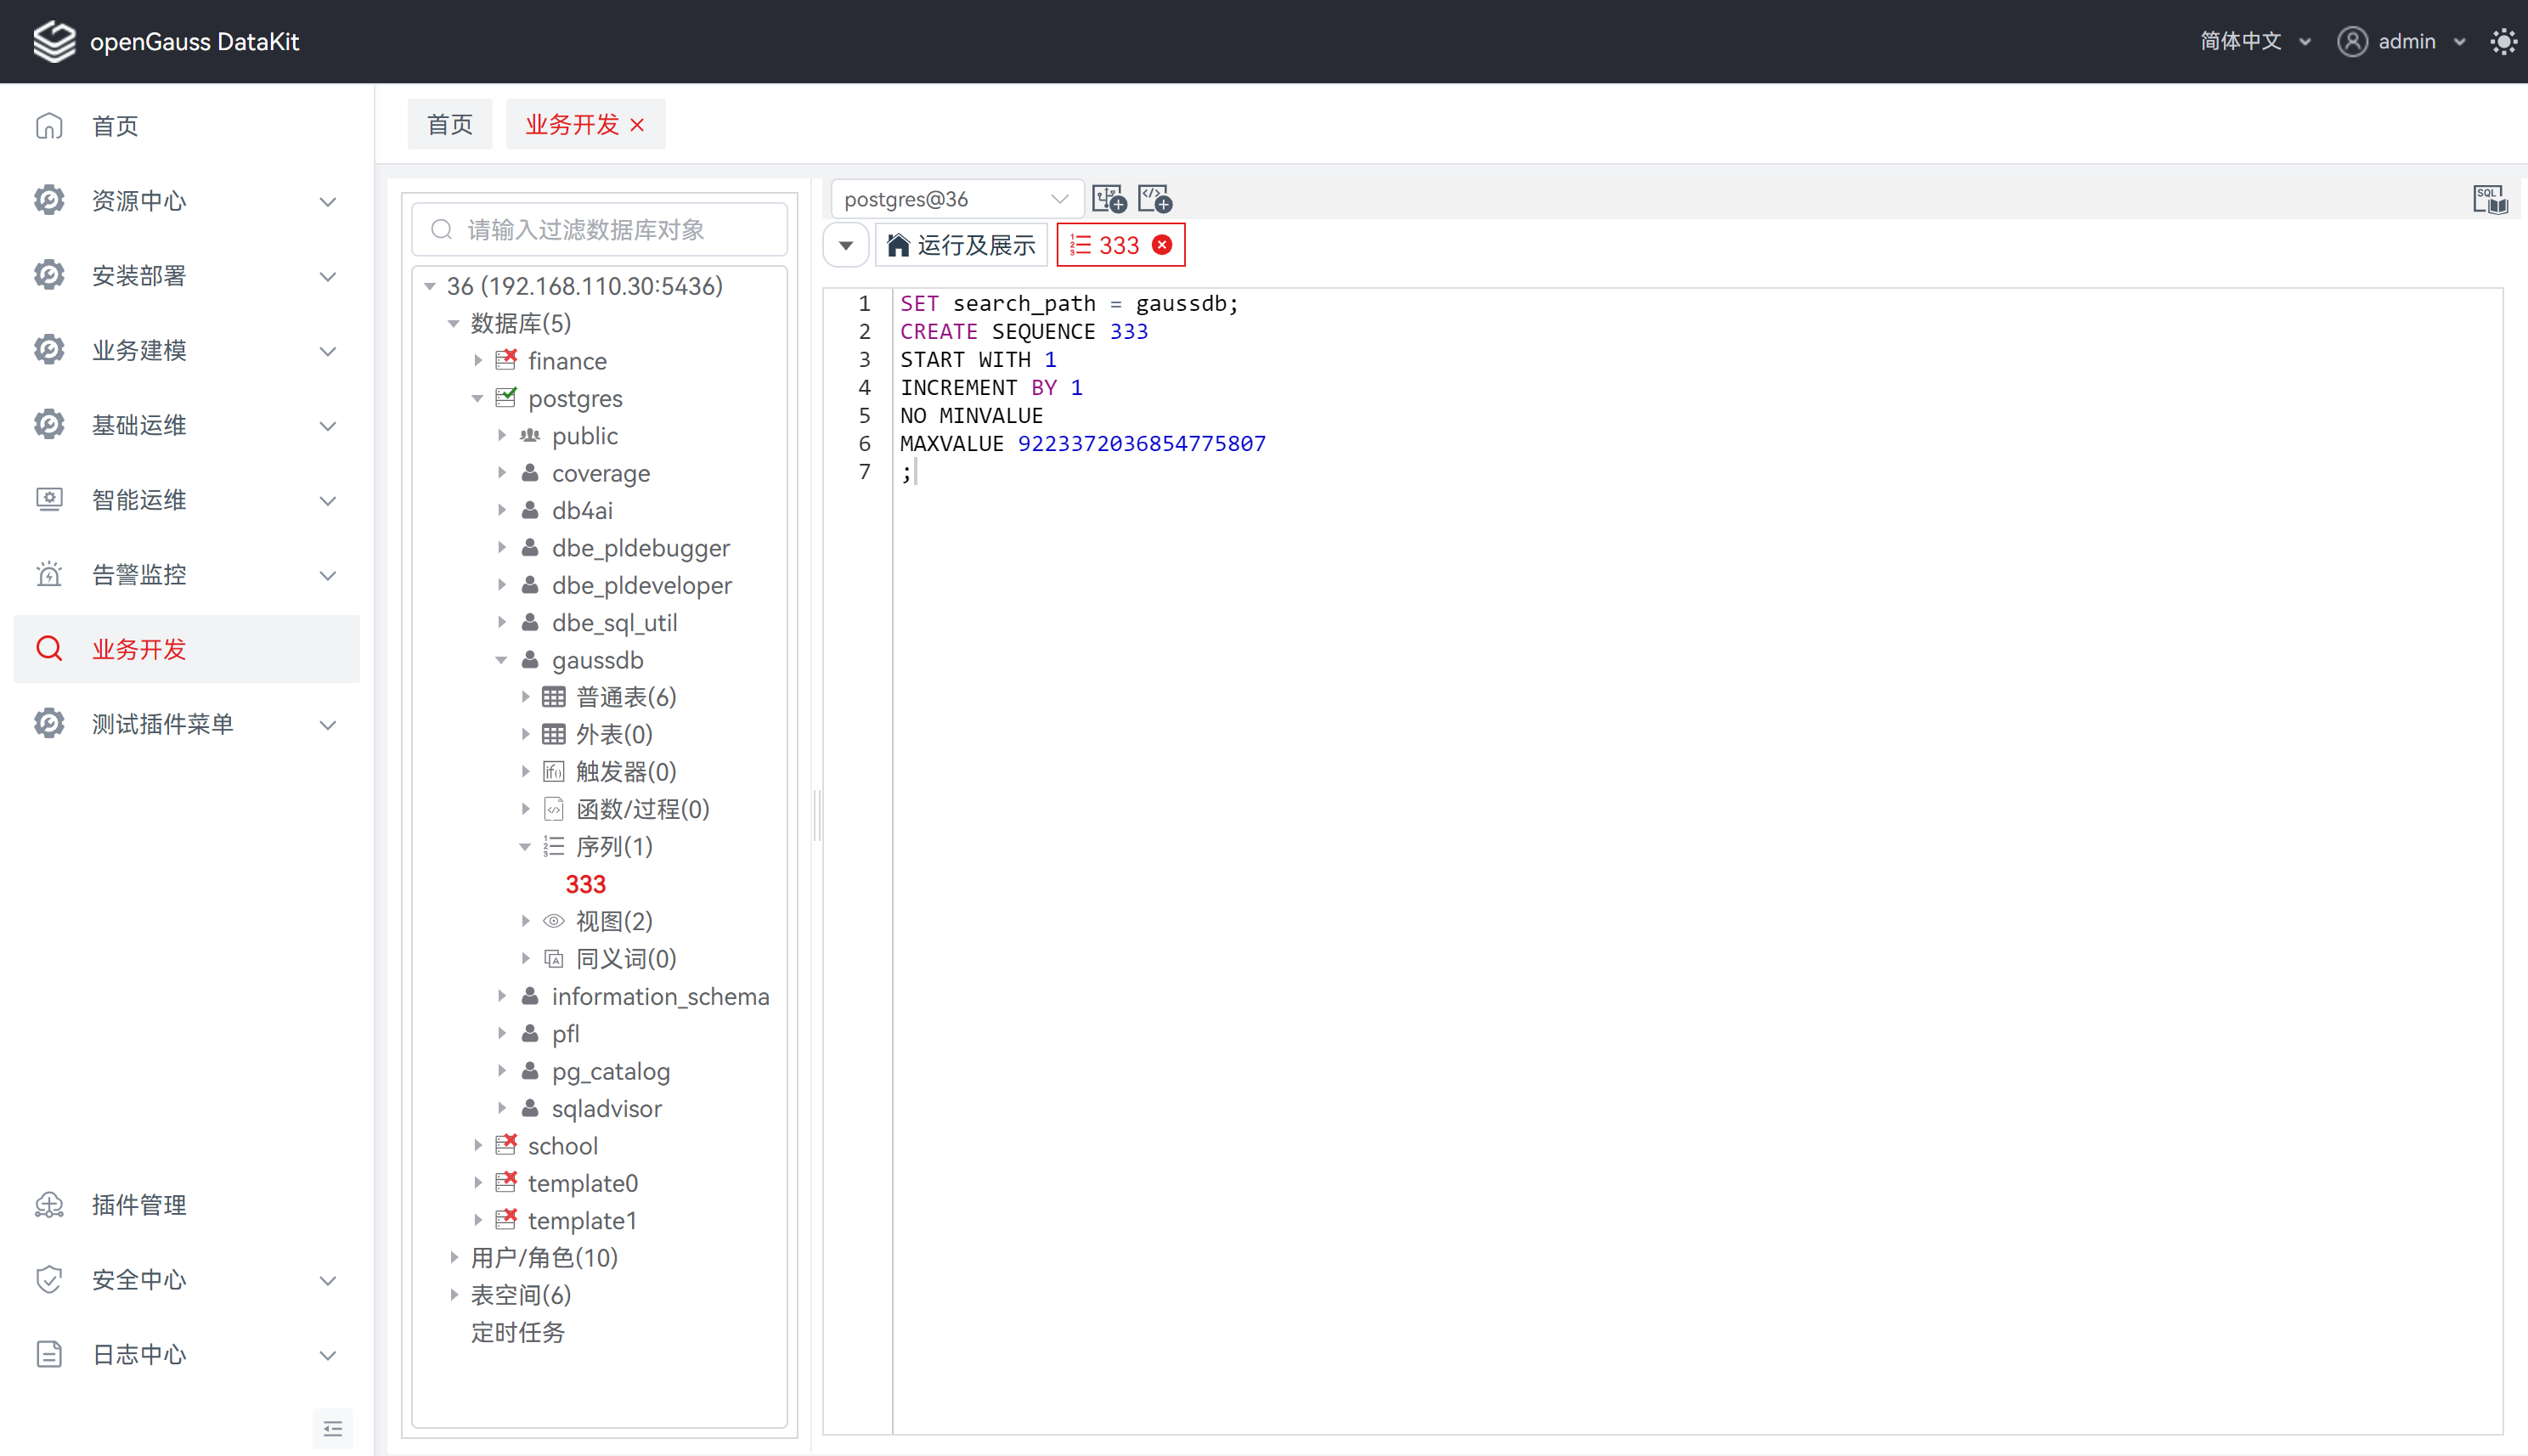 openGauss DataKit
简体中文
admin
首页
资源中心
安装部署
业务建模
基础运维
智能运维
告警监控
业务开发
测试插件菜单
插件管理
安全中心
日志中心
首页
业务开发
请输入过滤数据库对象
36 (192.168.110.30:5436)
数据库(5)
finance
postgres
public
coverage
db4ai
dbe_pldebugger
dbe_pldeveloper
dbe_sql_util
gaussdb
普通表(6)
外表(0)
触发器(0)
函数/过程(0)
序列(1)
333
视图(2)
同义词(0)
information_schema
pfl
pg_catalog
sqladvisor
school
template0
template1
用户/角色(10)
表空间(6)
定时任务
postgres@36
SQL
运行及展示
333
1 SET search_path = gaussdb;
2 CREATE SEQUENCE 333
3 START WITH 1
4 INCREMENT BY 1
5 NO MINVALUE
6 MAXVALUE 9223372036854775807
7 ;